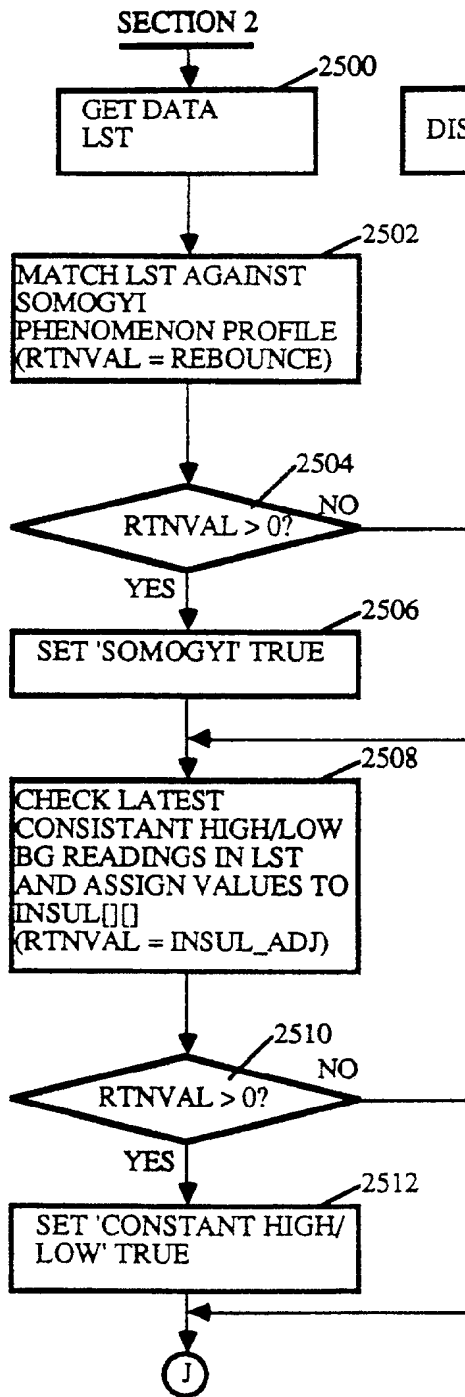 SECTION 2
2500
GET DATA
LST
DIS
2502
MATCH LST AGAINST
SOMOGYI
PHENOMENON PROFILE
(RTNVAL = REBOUNCE)
2504
NO
RTNVAL > 0?
YES
2506
SET 'SOMOGYI' TRUE
2508
CHECK LATEST
CONSISTANT HIGH/LOW
BG READINGS IN LST
AND ASSIGN VALUES TO
INSUL[][]
(RTNVAL = INSUL_ADJ)
2510
NO
RTNVAL > 0?
YES
2512
SET 'CONSTANT HIGH/
LOW' TRUE
J